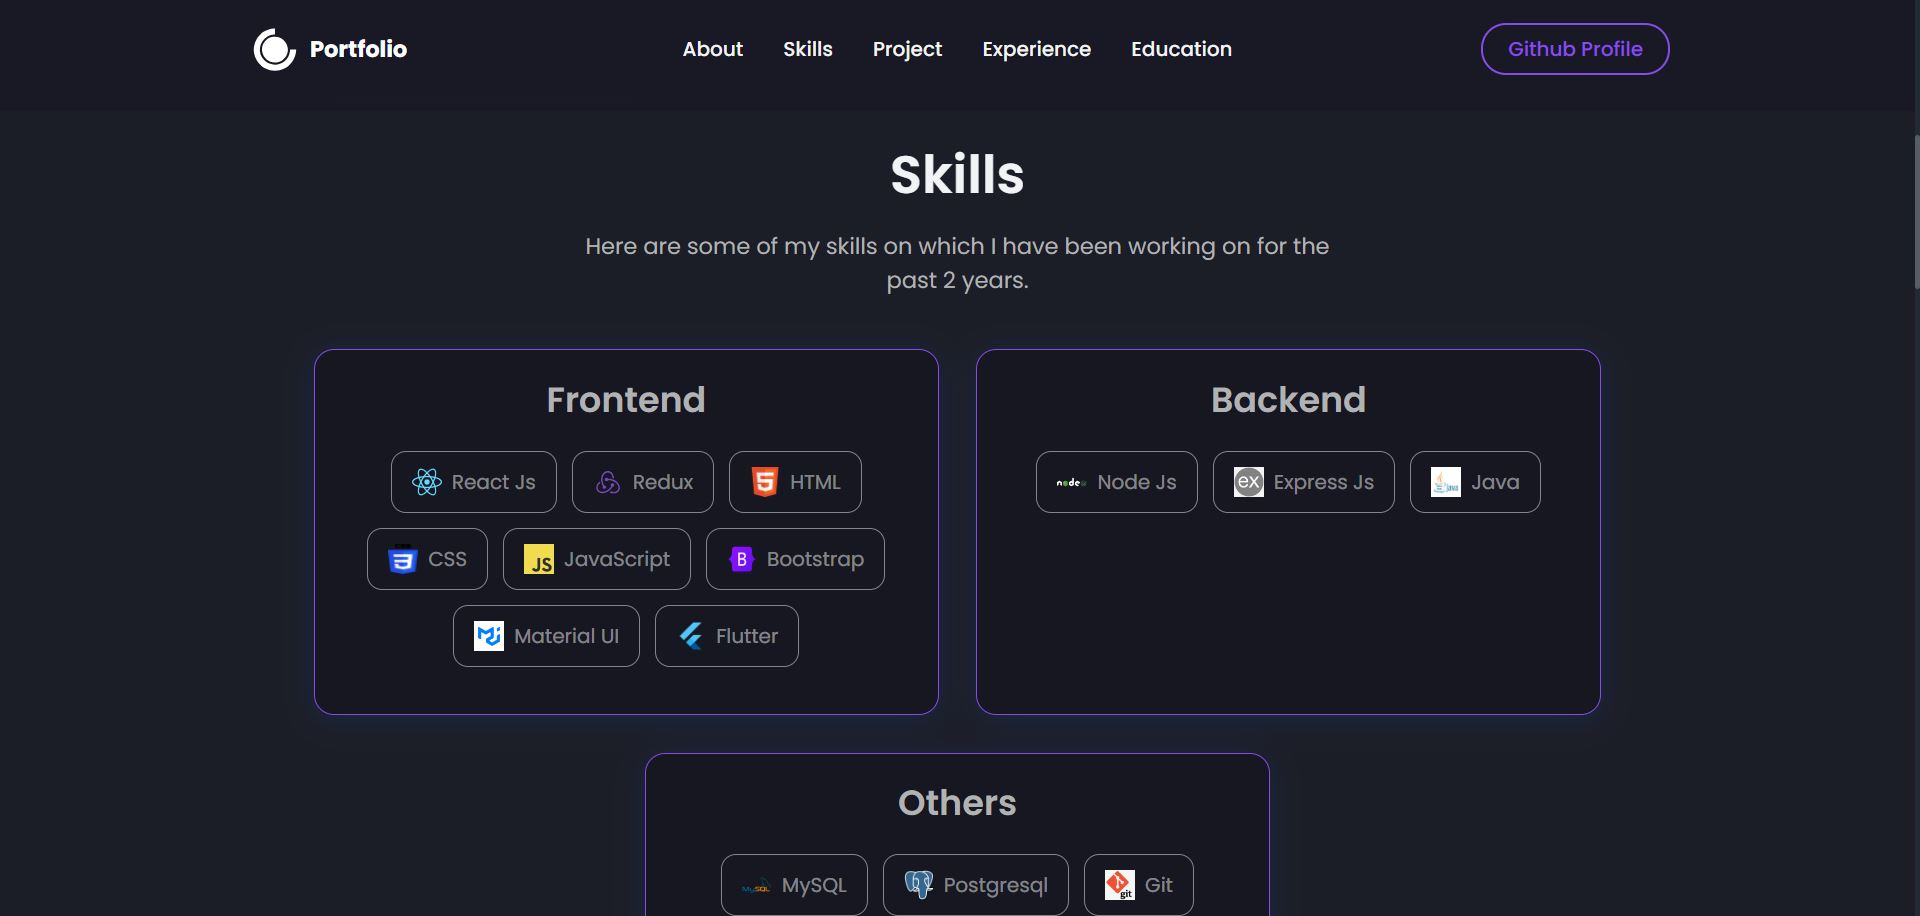 Portfolio
About Skills Project Experience Education
Github Profile
Skills
Here are some of my skills on which I have been working on for the
past 2 years.
Frontend
React Js Redux HTML
CSS JS JavaScript B Bootstrap
Material UI Flutter
Backend
node Node Js ex Express Js Java Java
Others
MySQL MySQL Postgresql git Git